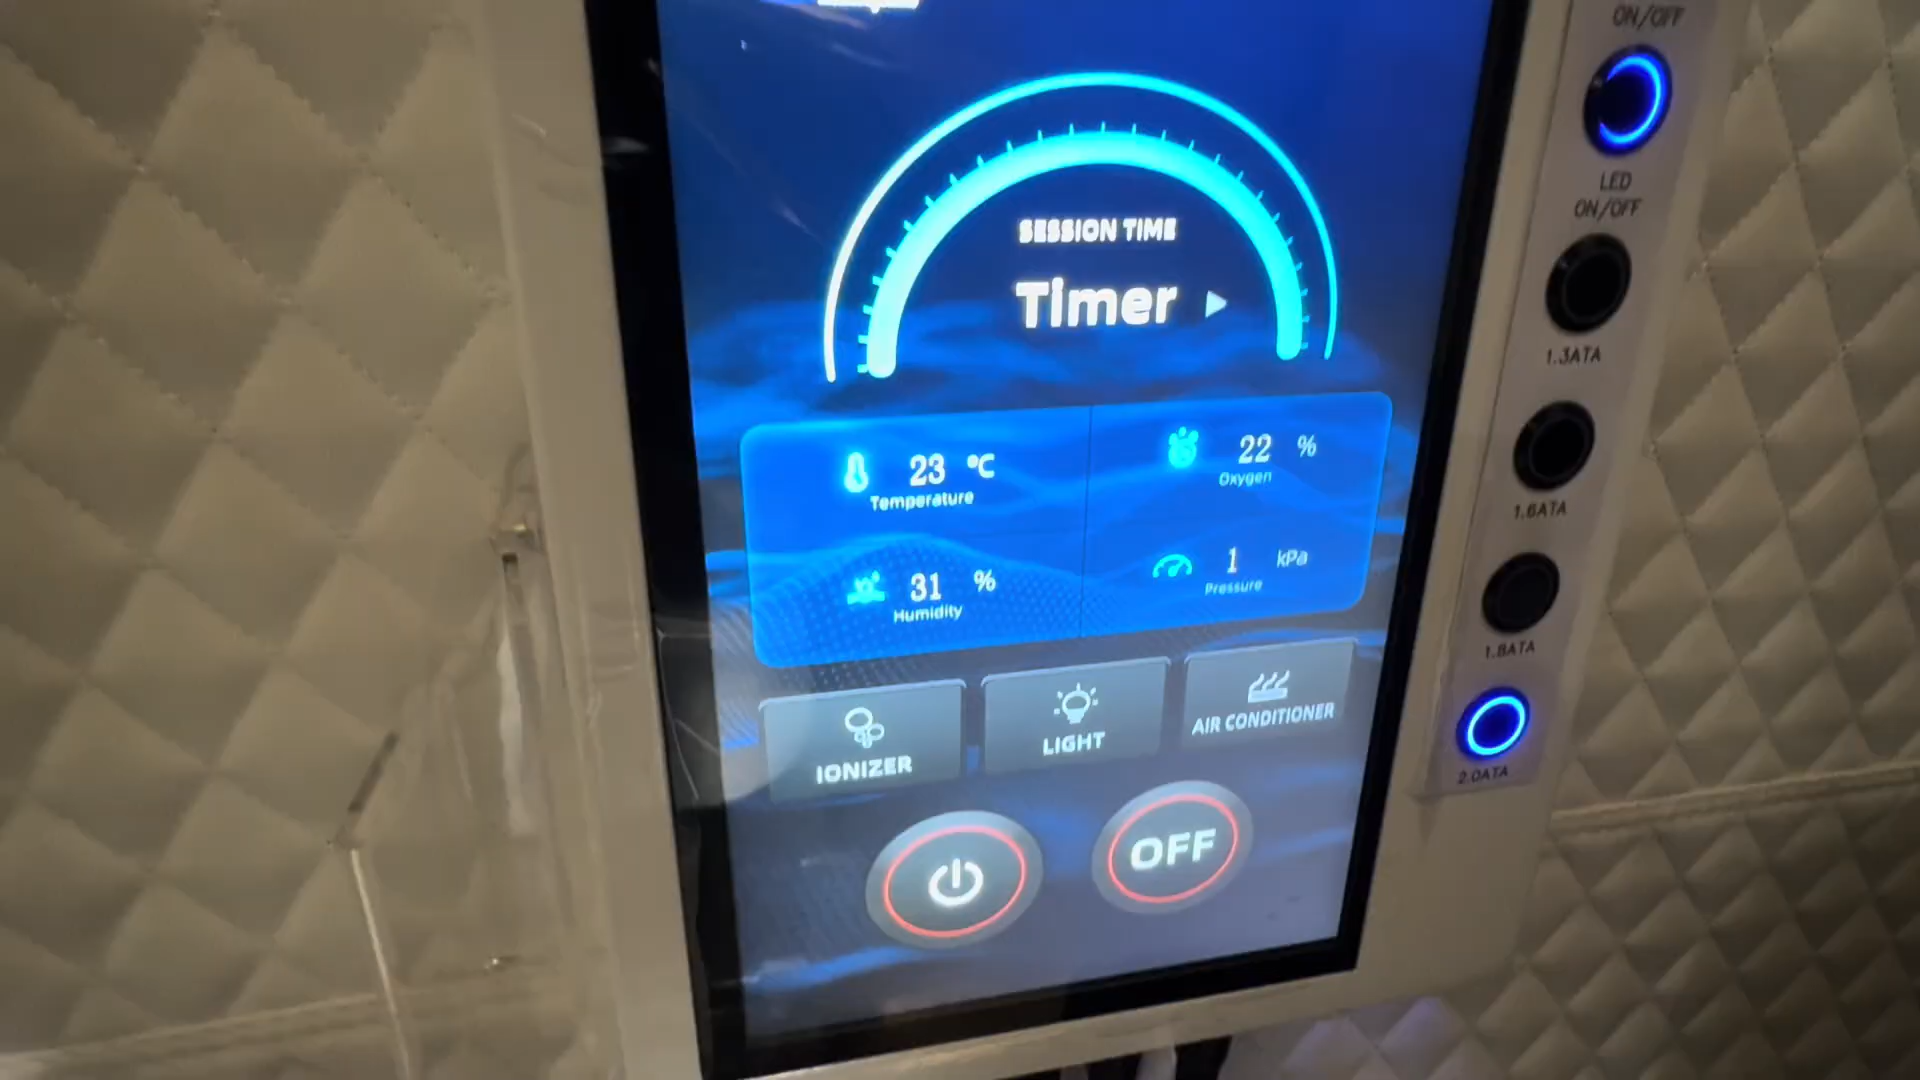 ON/OFF
LED
ON/OFF
1.3ATA
1.6ATA
1.8ATA
2.0ATA
SESSION TIME
Timer
23 °C
Temperature
22 %
Oxygen
31 %
Humidity
1 kPa
Pressure
IONIZER
LIGHT
AIR CONDITIONER
OFF